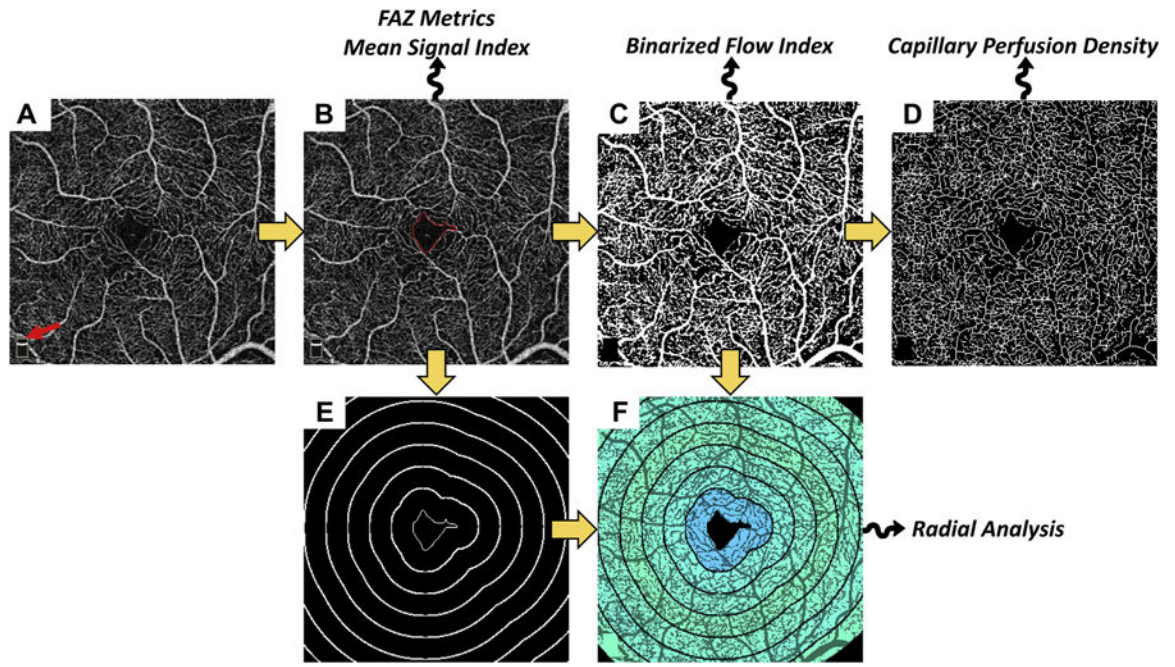 FAZ Metrics
Mean Signal Index
Binarized Flow Index
Capillary Perfusion Density
A
B
C
D
E
F
Radial Analysis